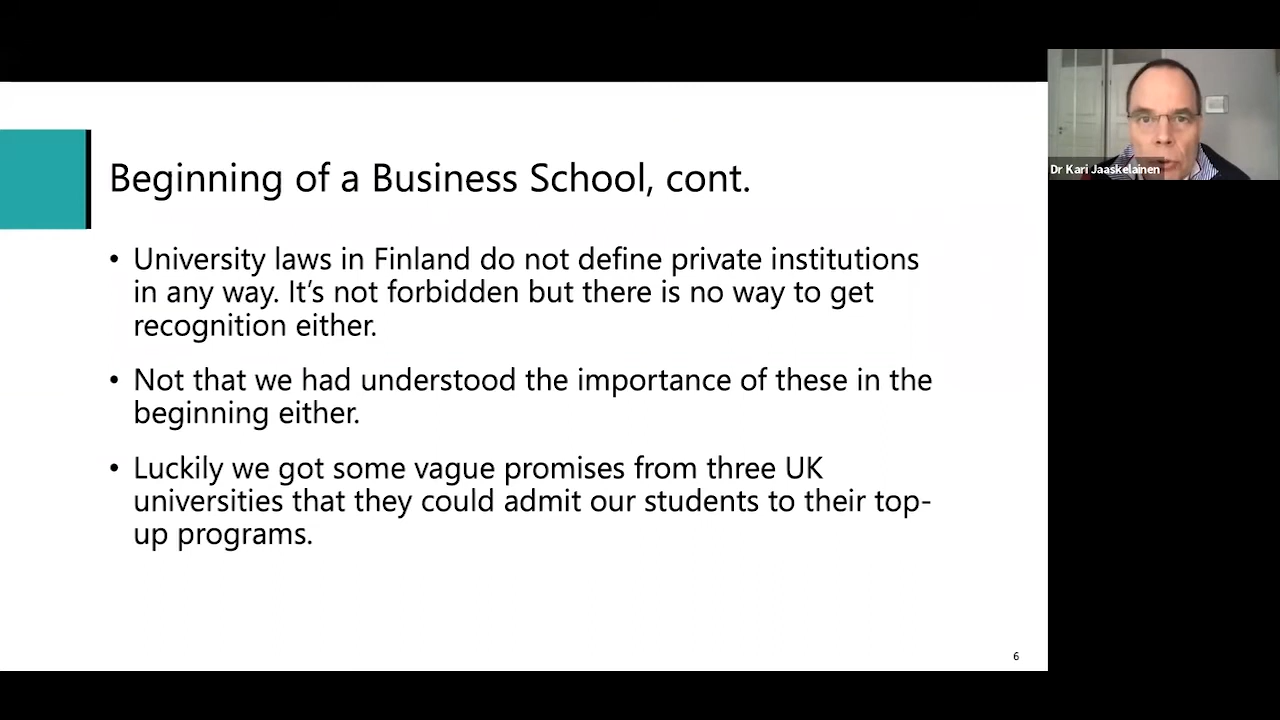 Beginning of a Business School, cont.
• University laws in Finland do not define private institutions
in any way. It’s not forbidden but there is no way to get
recognition either.
• Not that we had understood the importance of these in the
beginning either.
• Luckily we got some vague promises from three UK
universities that they could admit our students to their top-
up programs.
6
Dr Kari Jaaskelainen